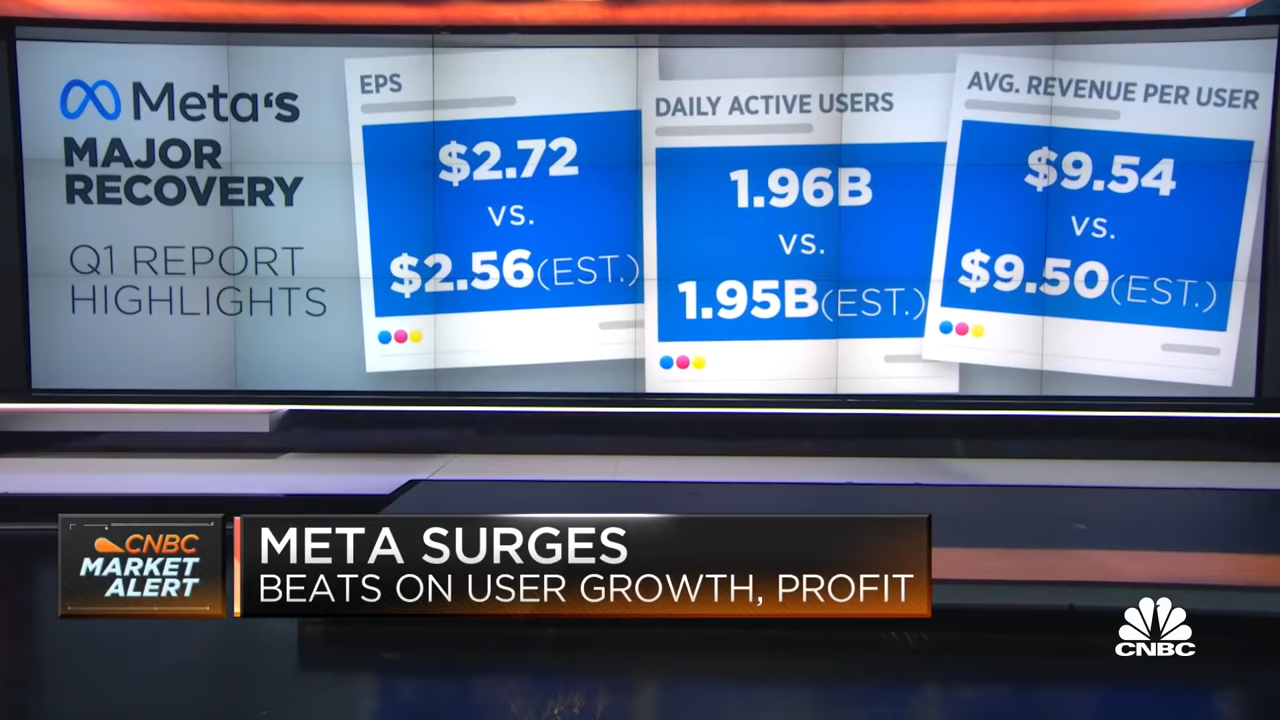 Meta's
MAJOR
RECOVERY
Q1 REPORT
HIGHLIGHTS
EPS
$2.72
VS.
$2.56(EST.)
DAILY ACTIVE USERS
1.96B
VS.
1.95B(EST.)
AVG. REVENUE PER USER
$9.54
VS.
$9.50(EST.)
CNBC
MARKET
ALERT
META SURGES
BEATS ON USER GROWTH, PROFIT
CNBC